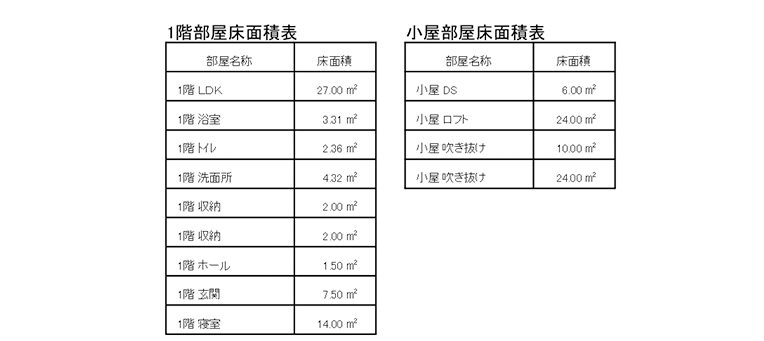 1階部屋床面積表
部屋名称 床面積
1階 LDK 27.00 m²
1階 浴室 3.31 m²
1階 ﾄｲﾚ 2.36 m²
1階 洗面所 4.32 m²
1階 収納 2.00 m²
1階 収納 2.00 m²
1階 ホール 1.50 m²
1階 玄関 7.50 m²
1階 寝室 14.00 m²
小屋部屋床面積表
部屋名称 床面積
小屋 DS 6.00 m²
小屋 ロフト 24.00 m²
小屋 吹き抜け 10.00 m²
小屋 吹き抜け 24.00 m²